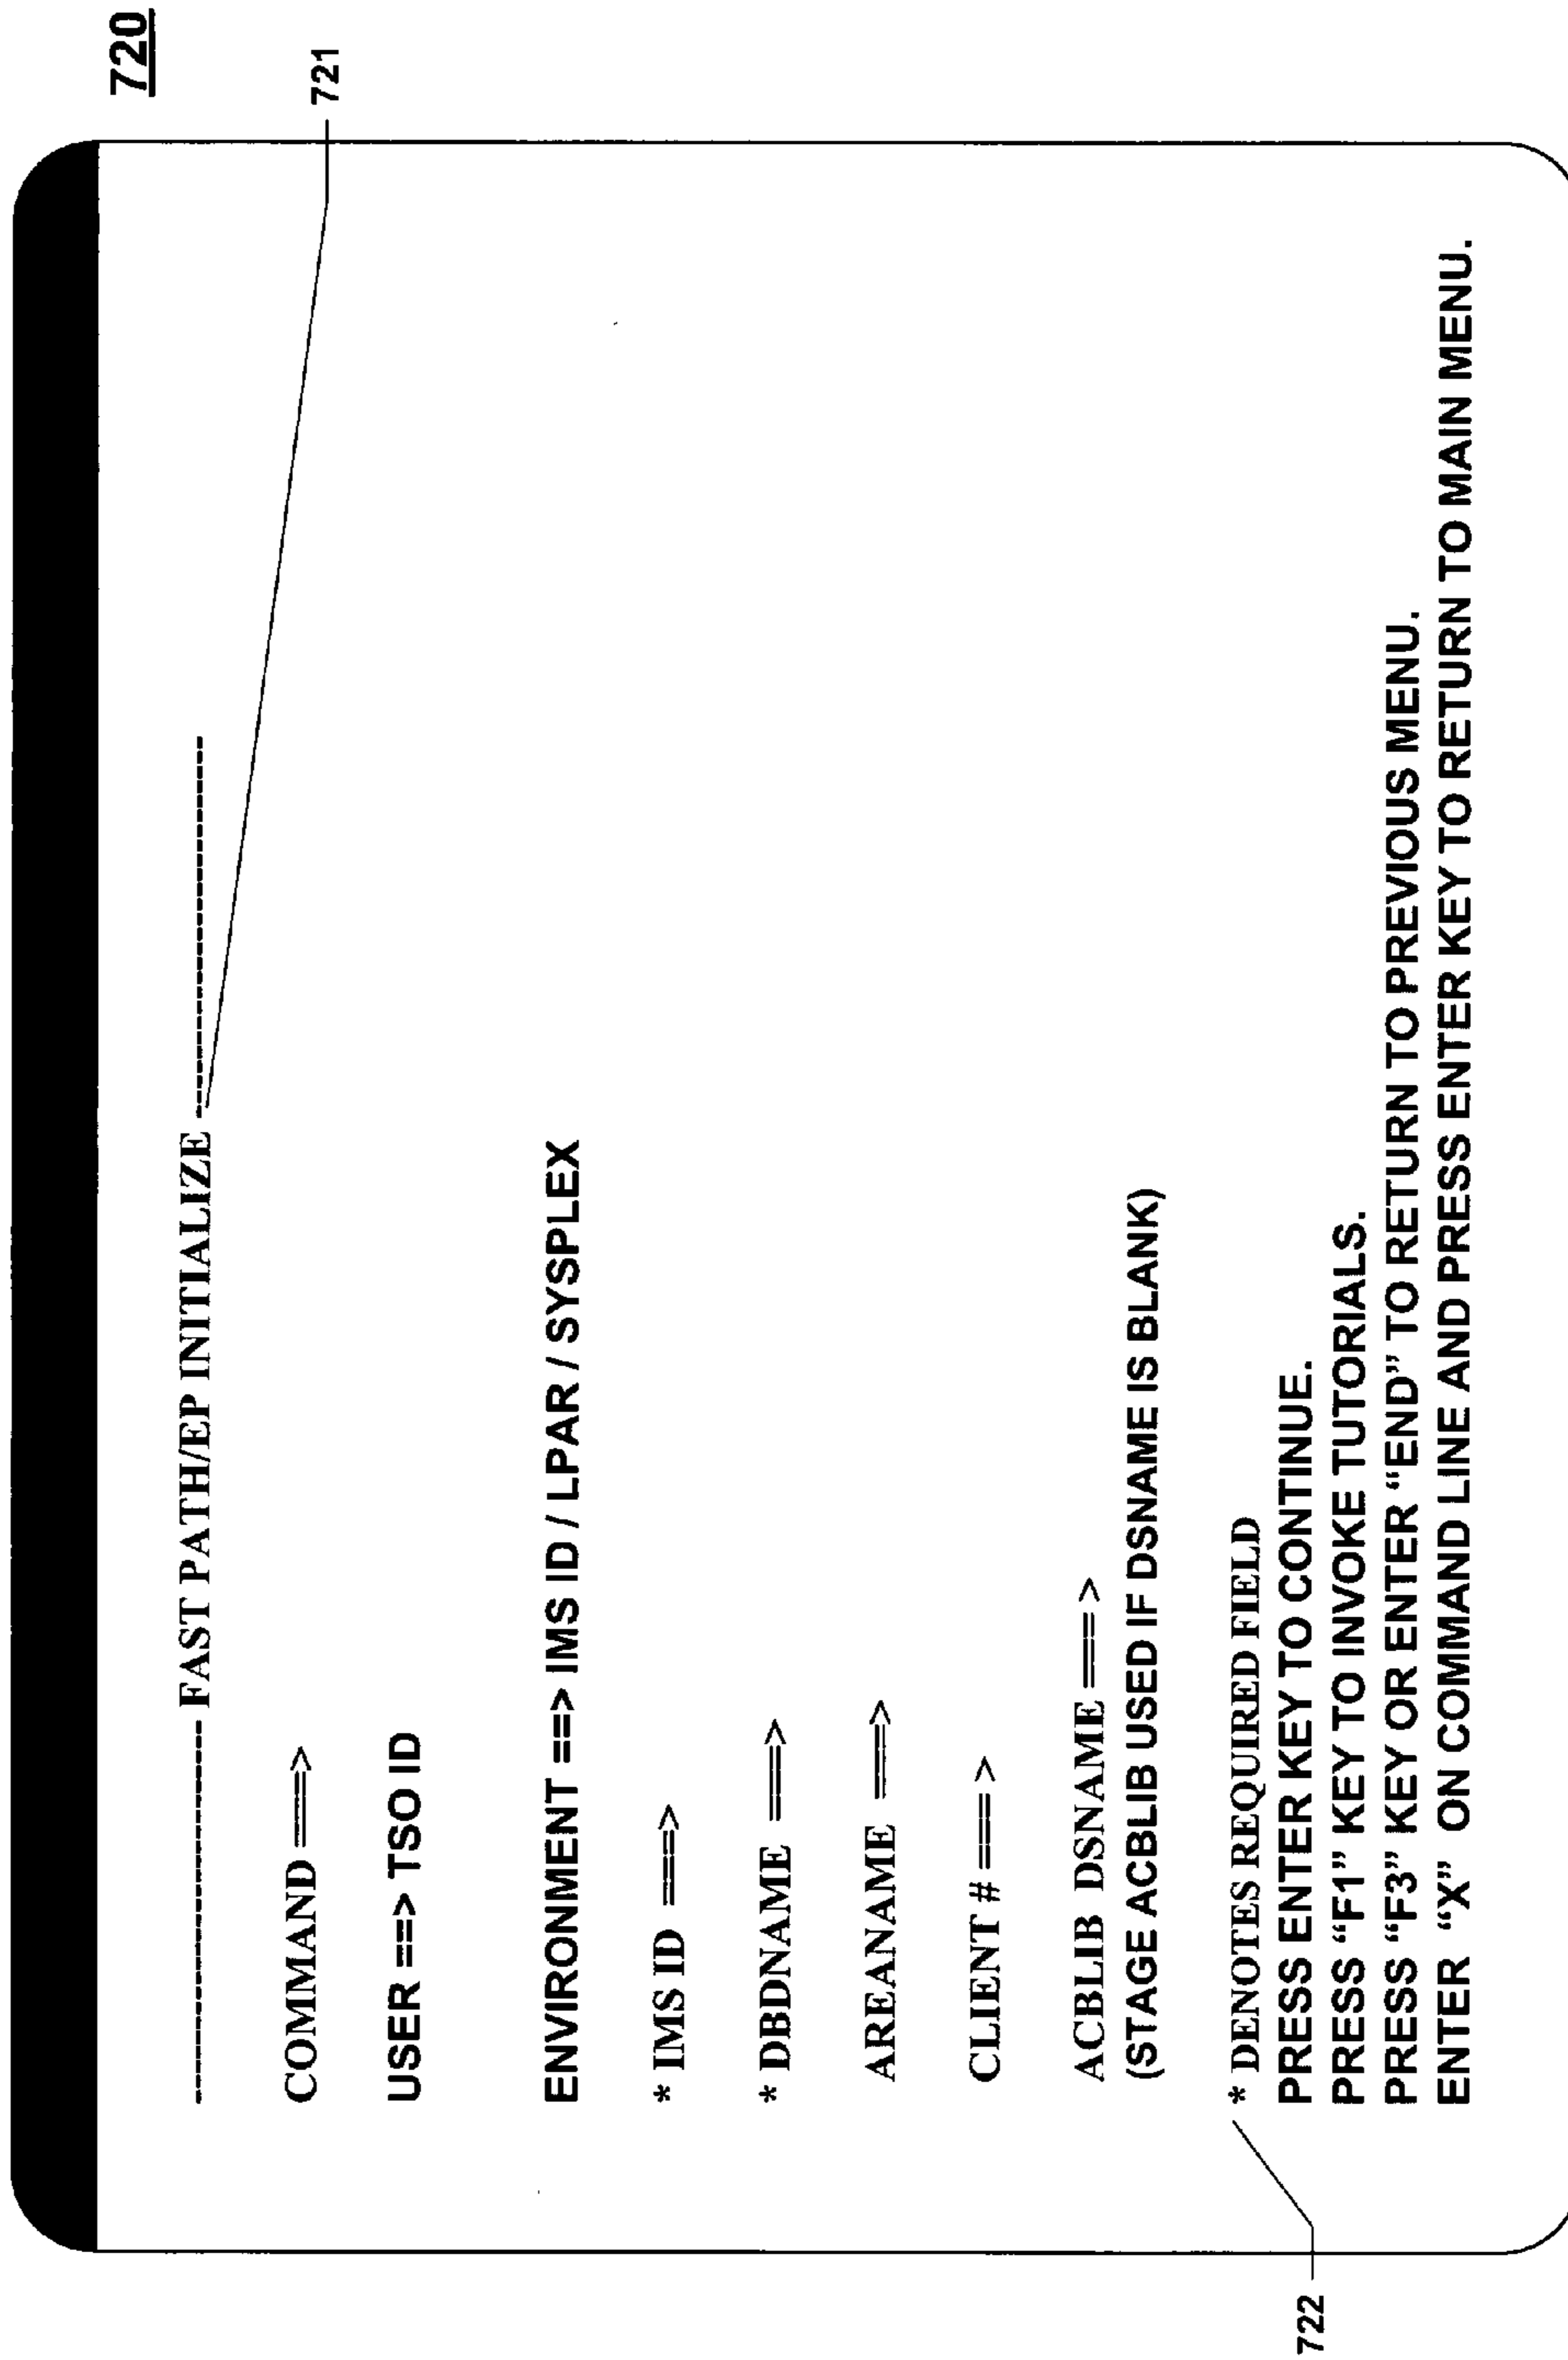 720
------------------------ FAST PATH/EP INITIALIZE ------------------------
721
COMMAND ===>
USER ==> TSO ID
ENVIRONMENT ==> IMS ID / LPAR / SYSPLEX
* IMS ID ===>
* DBDNAME ===>
AREANAME ===>
CLIENT # ===>
ACBLIB DSNAME ===>
(STAGE ACBLIB USED IF DSNAME IS BLANK)
722
* DENOTES REQUIRED FIELD
PRESS ENTER KEY TO CONTINUE.
PRESS “F1” KEY TO INVOKE TUTORIALS.
PRESS “F3” KEY OR ENTER “END” TO RETURN TO PREVIOUS MENU.
ENTER “X” ON COMMAND LINE AND PRESS ENTER KEY TO RETURN TO MAIN MENU.